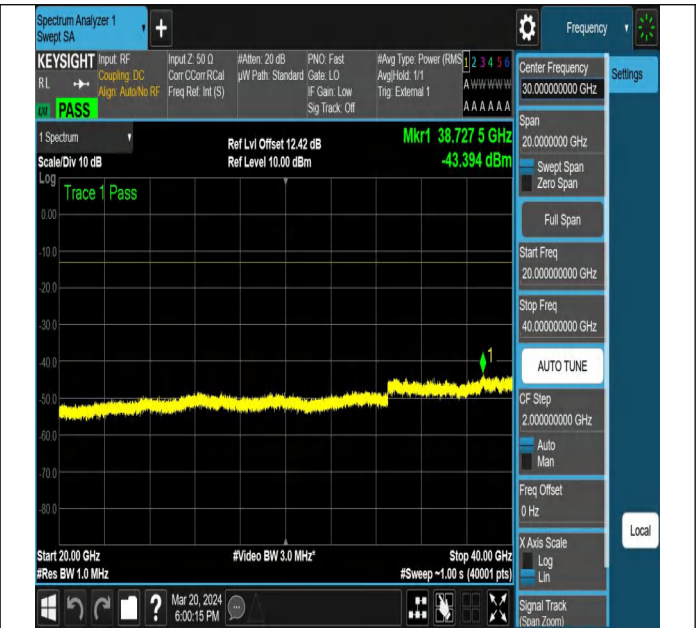 Spectrum Analyzer 1
Swept SA
+
Frequency
KEYSIGHT
RL
PASS
Input: RF
Coupling: DC
Align: Auto/No RF
Input Z: 50 Ω
Corr CCorr RCal
Freq Ref: Int (S)
#Atten: 20 dB
µW Path: Standard
PNO: Fast
Gate: LO
IF Gain: Low
Sig Track: Off
#Avg Type: Power (RMS
Avg|Hold: 1/1
Trig: External 1
1 2 3 4 5 6
A W W W W W
A A A A A A
1 Spectrum
Scale/Div 10 dB
Ref Lvl Offset 12.42 dB
Ref Level 10.00 dBm
Mkr1 38.727 5 GHz
-43.394 dBm
Log
Trace 1 Pass
0.00
-10.0
-20.0
-30.0
-40.0
-50.0
-60.0
-70.0
-80.0
1
Start 20.00 GHz
#Res BW 1.0 MHz
#Video BW 3.0 MHz*
Stop 40.00 GHz
#Sweep ~1.00 s (40001 pts)
?
Mar 20, 2024
6:00:15 PM
Center Frequency
30.000000000 GHz
Settings
Span
20.0000000 GHz
Swept Span
Zero Span
Full Span
Start Freq
20.000000000 GHz
Stop Freq
40.000000000 GHz
AUTO TUNE
CF Step
2.000000000 GHz
Auto
Man
Freq Offset
0 Hz
X Axis Scale
Log
Lin
Local
Signal Track
(Span Zoom)